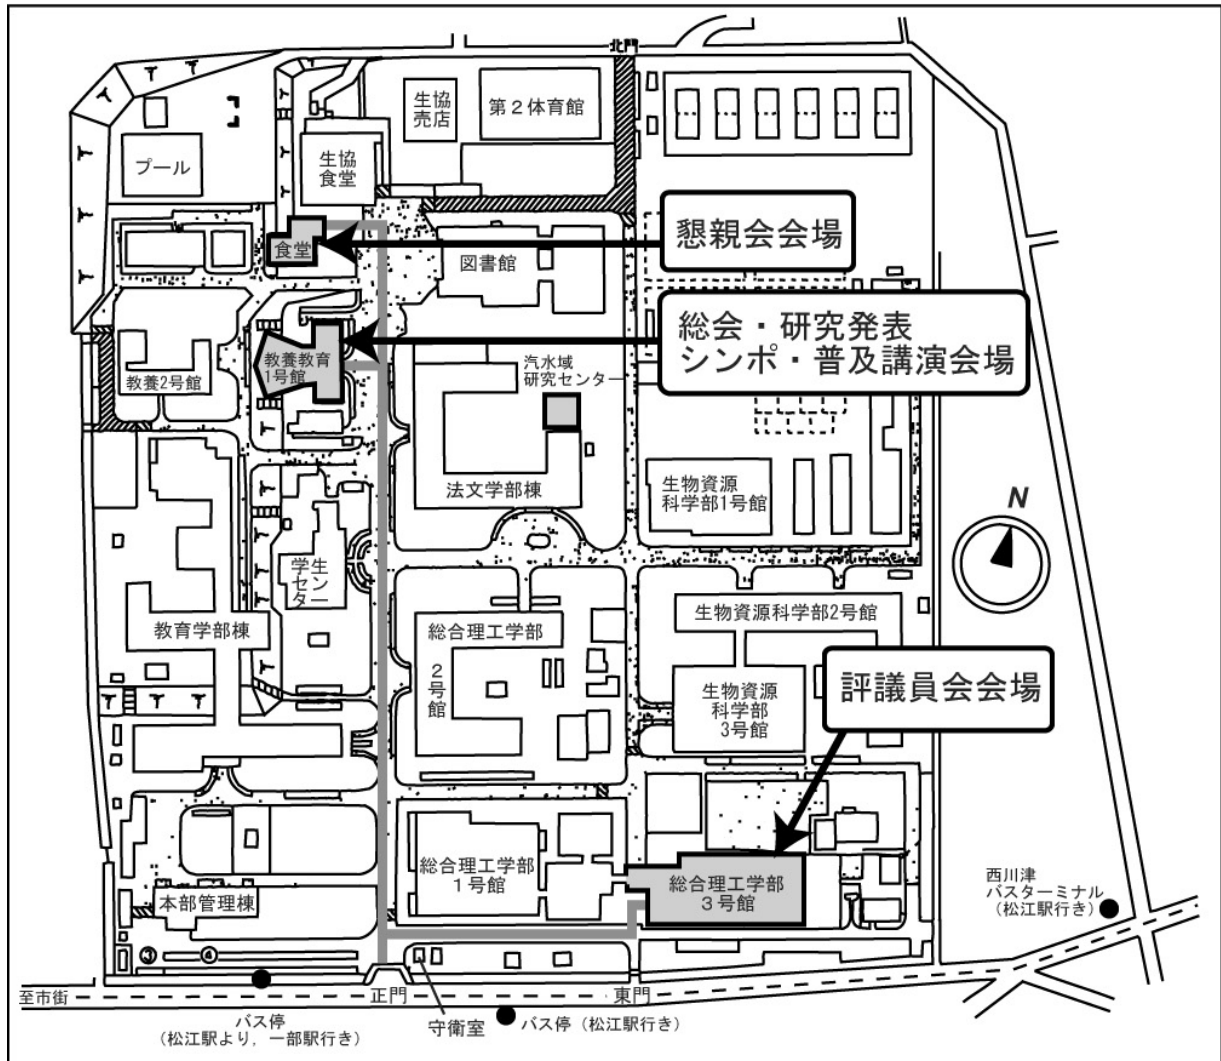 北門
生協
売店
第2体育館
プール
生協
食堂
懇親会会場
食堂
図書館
総会・研究発表
シンポ・普及講演会場
教養教育
1号館
教養2号館
汽水域
研究センター
法文学部棟
生物資源
科学部1号館
N
学生
セン
ター
教育学部棟
総合理工学部
2号館
生物資源科学部2号館
生物資源
科学部
3号館
評議員会会場
総合理工学部
1号館
総合理工学部
3号館
本部管理棟
西川津
バスターミナル
(松江駅行き)
③
④
至市街
正門
東門
バス停
(松江駅より,一部駅行き)
守衛室
バス停(松江駅行き)